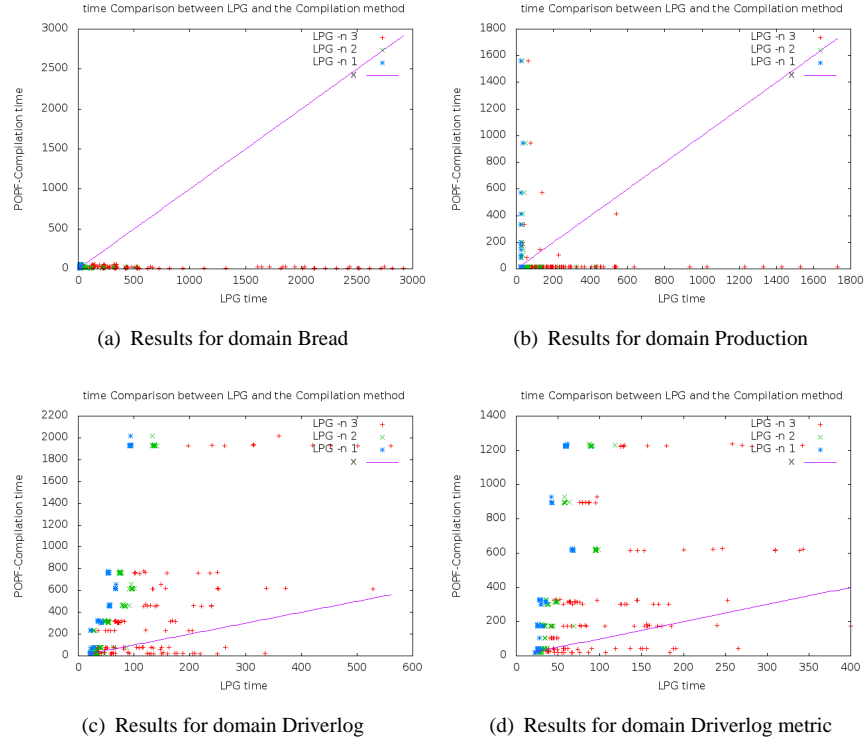 time Comparison between LPG and the Compilation method
3000
2500
2000
1500
1000
500
0
POPF-Compilation time
LPG -n 3
LPG -n 2
LPG -n 1
X
0 500 1000 1500 2000 2500 3000
LPG time
(a) Results for domain Bread
time Comparison between LPG and the Compilation method
1800
1600
1400
1200
1000
800
600
400
200
0
POPF-Compilation time
LPG -n 3
LPG -n 2
LPG -n 1
X
0 200 400 600 800 1000 1200 1400 1600 1800
LPG time
(b) Results for domain Production
time Comparison between LPG and the Compilation method
2200
2000
1800
1600
1400
1200
1000
800
600
400
200
0
POPF-Compilation time
LPG -n 3
LPG -n 2
LPG -n 1
X
0 100 200 300 400 500 600
LPG time
(c) Results for domain Driverlog
time Comparison between LPG and the Compilation method
1400
1200
1000
800
600
400
200
0
POPF-Compilation time
LPG -n 3
LPG -n 2
LPG -n 1
X
0 50 100 150 200 250 300 350 400
LPG time
(d) Results for domain Driverlog metric